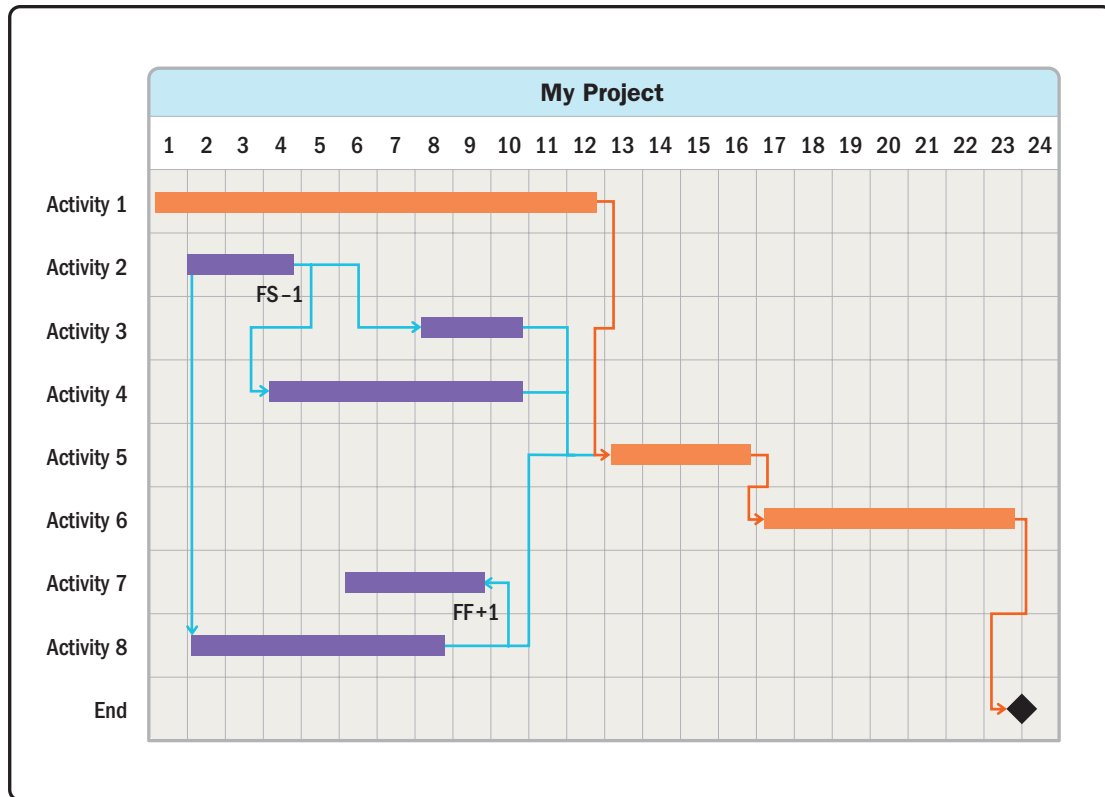 My Project
1 2 3 4 5 6 7 8 9 10 11 12 13 14 15 16 17 18 19 20 21 22 23 24
Activity 1
Activity 2
FS–1
Activity 3
Activity 4
Activity 5
Activity 6
Activity 7
FF+1
Activity 8
End